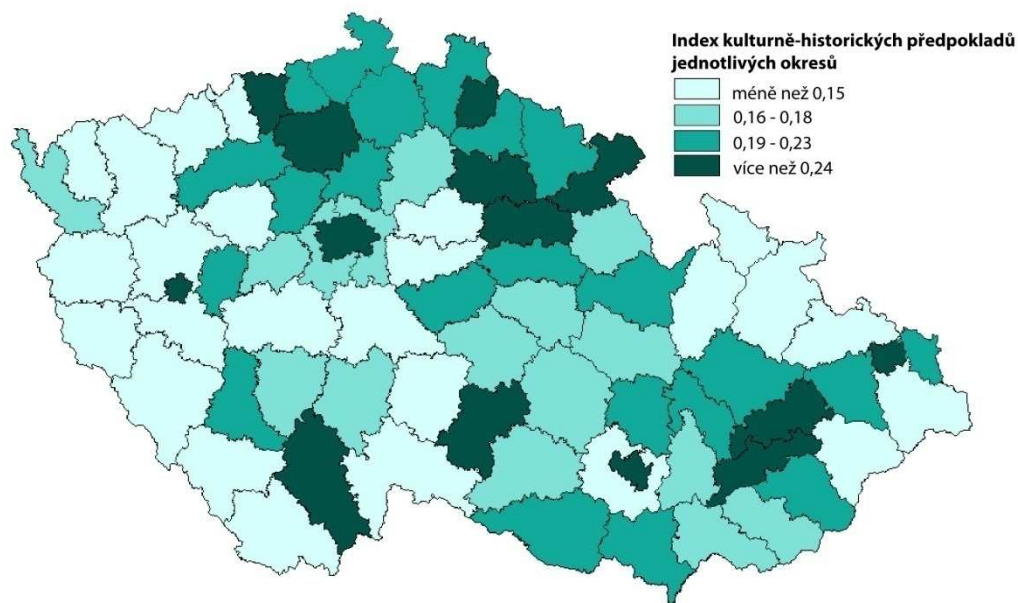 Index kulturně-historických předpokladů
jednotlivých okresů
méně než 0,15
0,16 - 0,18
0,19 - 0,23
více než 0,24